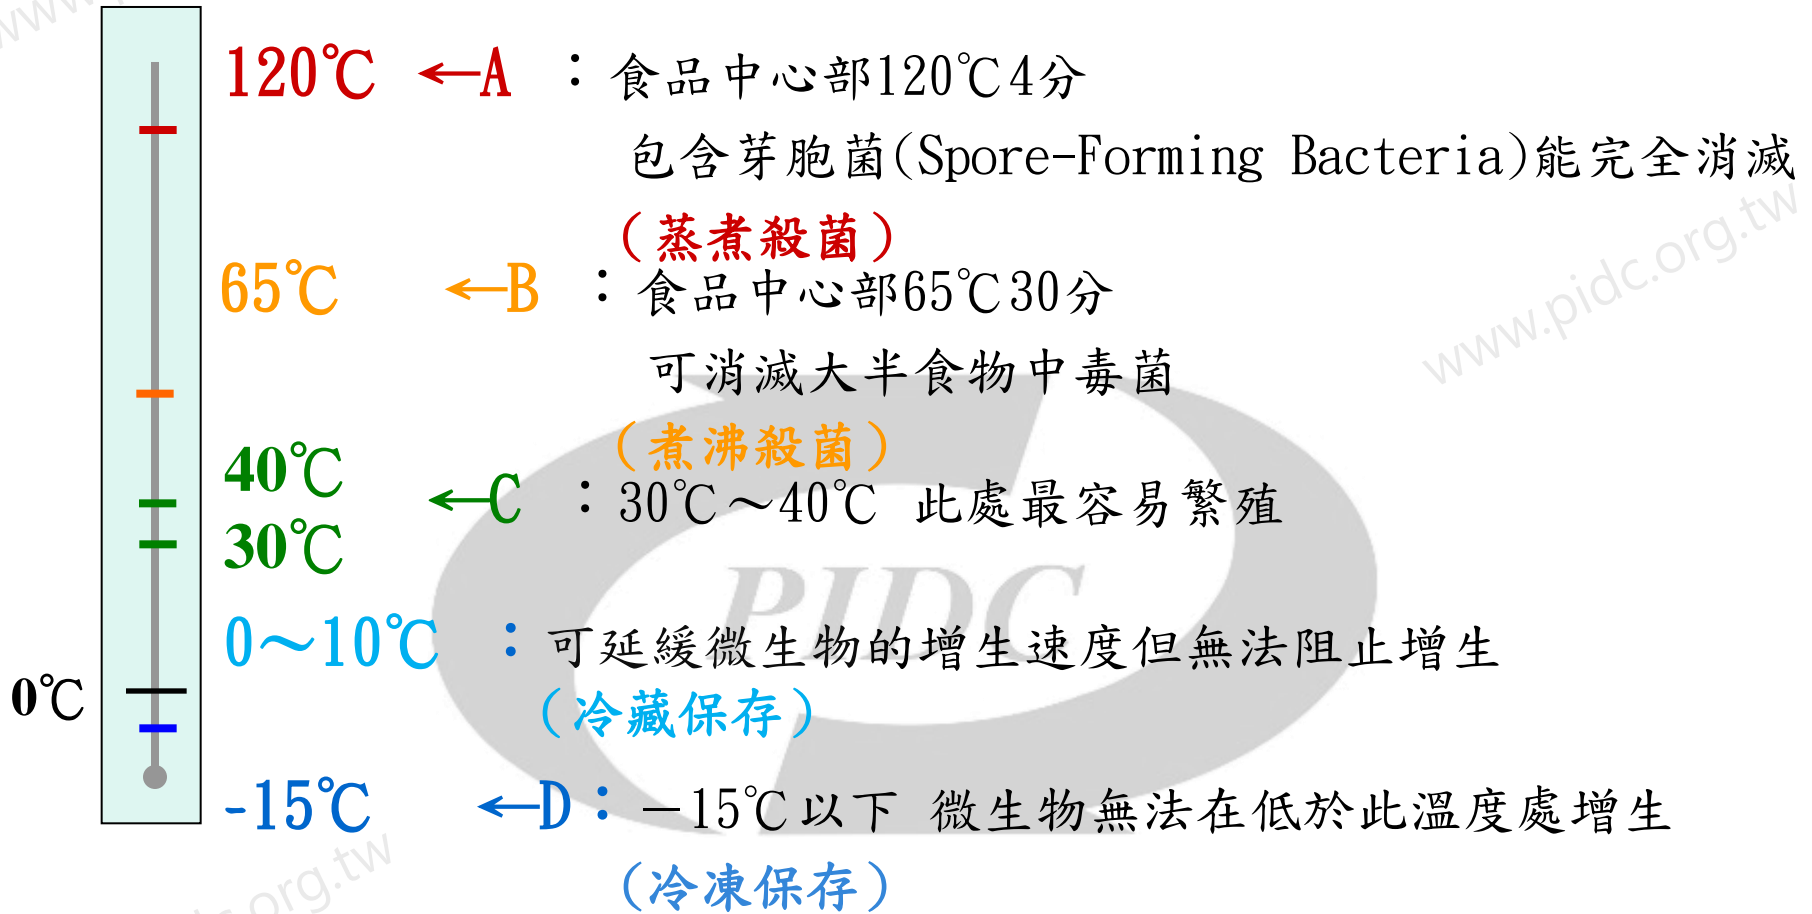 www.p
120℃ ←A ：食品中心部120℃4分
包含芽胞菌(Spore-Forming Bacteria)能完全消滅
（蒸煮殺菌）
www.pidc.org.tw
65℃ ←B ：食品中心部65℃30分
可消滅大半食物中毒菌
（煮沸殺菌）
40℃
←C ：30℃～40℃ 此處最容易繁殖
30℃
PIDC
0～10℃ ：可延緩微生物的增生速度但無法阻止增生
0℃
（冷藏保存）
-15℃ ←D：－15℃以下 微生物無法在低於此溫度處增生
（冷凍保存）
dc.org.tw